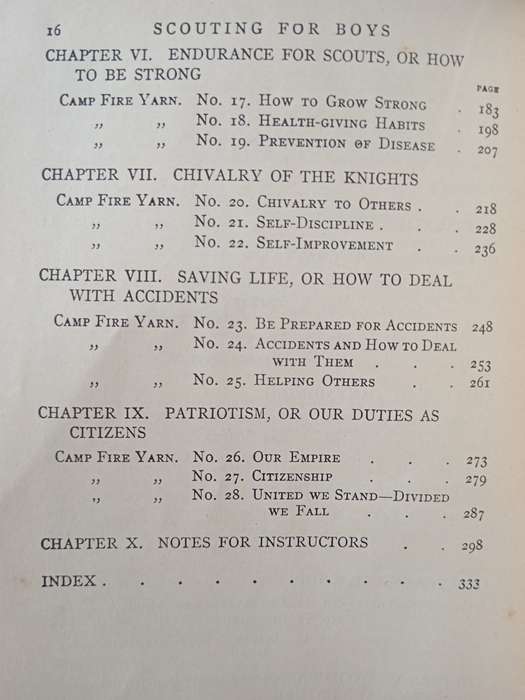 16 SCOUTING FOR BOYS
CHAPTER VI. ENDURANCE FOR SCOUTS, OR HOW
TO BE STRONG
PAGE
CAMP FIRE YARN. No. 17. HOW TO GROW STRONG . 183
,, ,, No. 18. HEALTH-GIVING HABITS . 198
,, ,, No. 19. PREVENTION OF DISEASE . 207
CHAPTER VII. CHIVALRY OF THE KNIGHTS
CAMP FIRE YARN. No. 20. CHIVALRY TO OTHERS . . 218
,, ,, No. 21. SELF-DISCIPLINE . . 228
,, ,, No. 22. SELF-IMPROVEMENT . . 236
CHAPTER VIII. SAVING LIFE, OR HOW TO DEAL
WITH ACCIDENTS
CAMP FIRE YARN. No. 23. BE PREPARED FOR ACCIDENTS 248
,, ,, No. 24. ACCIDENTS AND HOW TO DEAL
WITH THEM . . . 253
,, ,, No. 25. HELPING OTHERS . . 261
CHAPTER IX. PATRIOTISM, OR OUR DUTIES AS
CITIZENS
CAMP FIRE YARN. No. 26. OUR EMPIRE . . . 273
,, ,, No. 27. CITIZENSHIP . . . 279
,, ,, No. 28. UNITED WE STAND—DIVIDED
WE FALL . . . 287
CHAPTER X. NOTES FOR INSTRUCTORS . . 298
INDEX . . . . . . . . . . 333